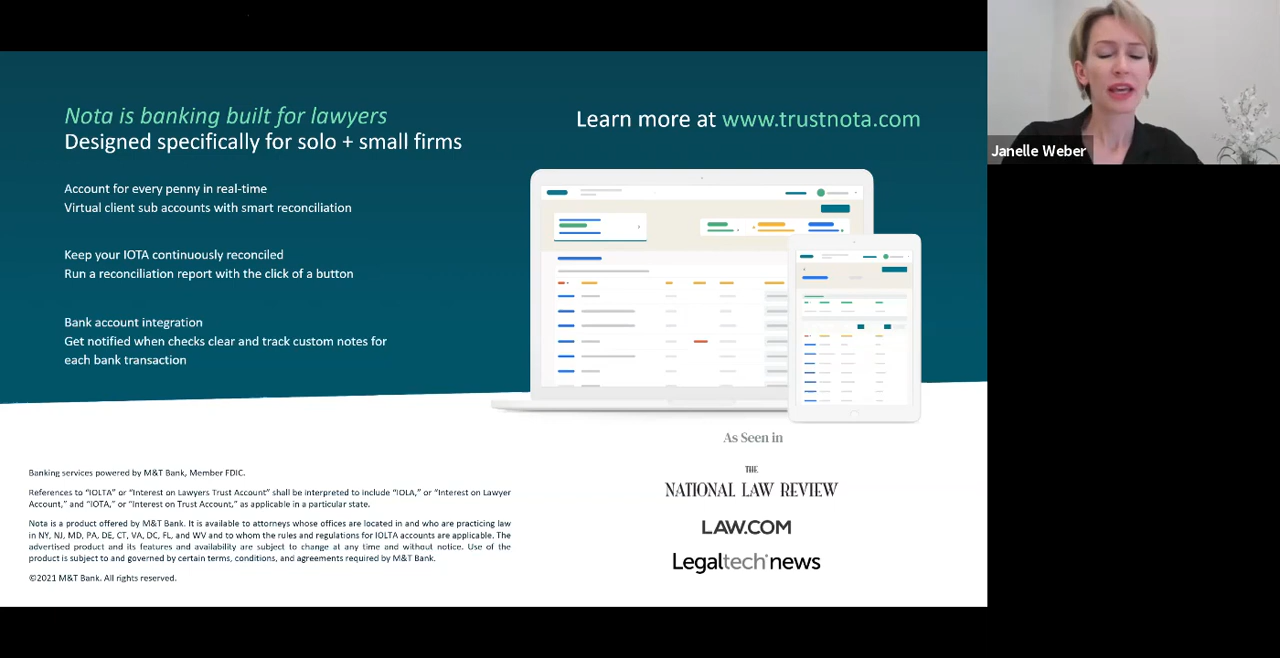 Nota is banking built for lawyers
Designed specifically for solo + small firms
Account for every penny in real-time
Virtual client sub accounts with smart reconciliation
Keep your IOTA continuously reconciled
Run a reconciliation report with the click of a button
Bank account integration
Get notified when checks clear and track custom notes for
each bank transaction
Learn more at www.trustnota.com
As Seen in
THE
NATIONAL LAW REVIEW
LAW.COM
Legaltech news
Banking services powered by M&T Bank, Member FDIC.
References to “IOLTA” or “Interest on Lawyers Trust Account” shall be interpreted to include “IOLA,” or “Interest on Lawyer
Account,” and “IOTA,” or “Interest on Trust Account,” as applicable in a particular state.
Nota is a product offered by M&T Bank. It is available to attorneys whose offices are located in and who are practicing law
in NY, NJ, MD, PA, DE, CT, VA, DC, FL, and WV and to whom the rules and regulations for IOLTA accounts are applicable. The
advertised product and its features and availability are subject to change at any time and without notice. Use of the
product is subject to and governed by certain terms, conditions, and agreements required by M&T Bank.
©2021 M&T Bank. All rights reserved.
Janelle Weber